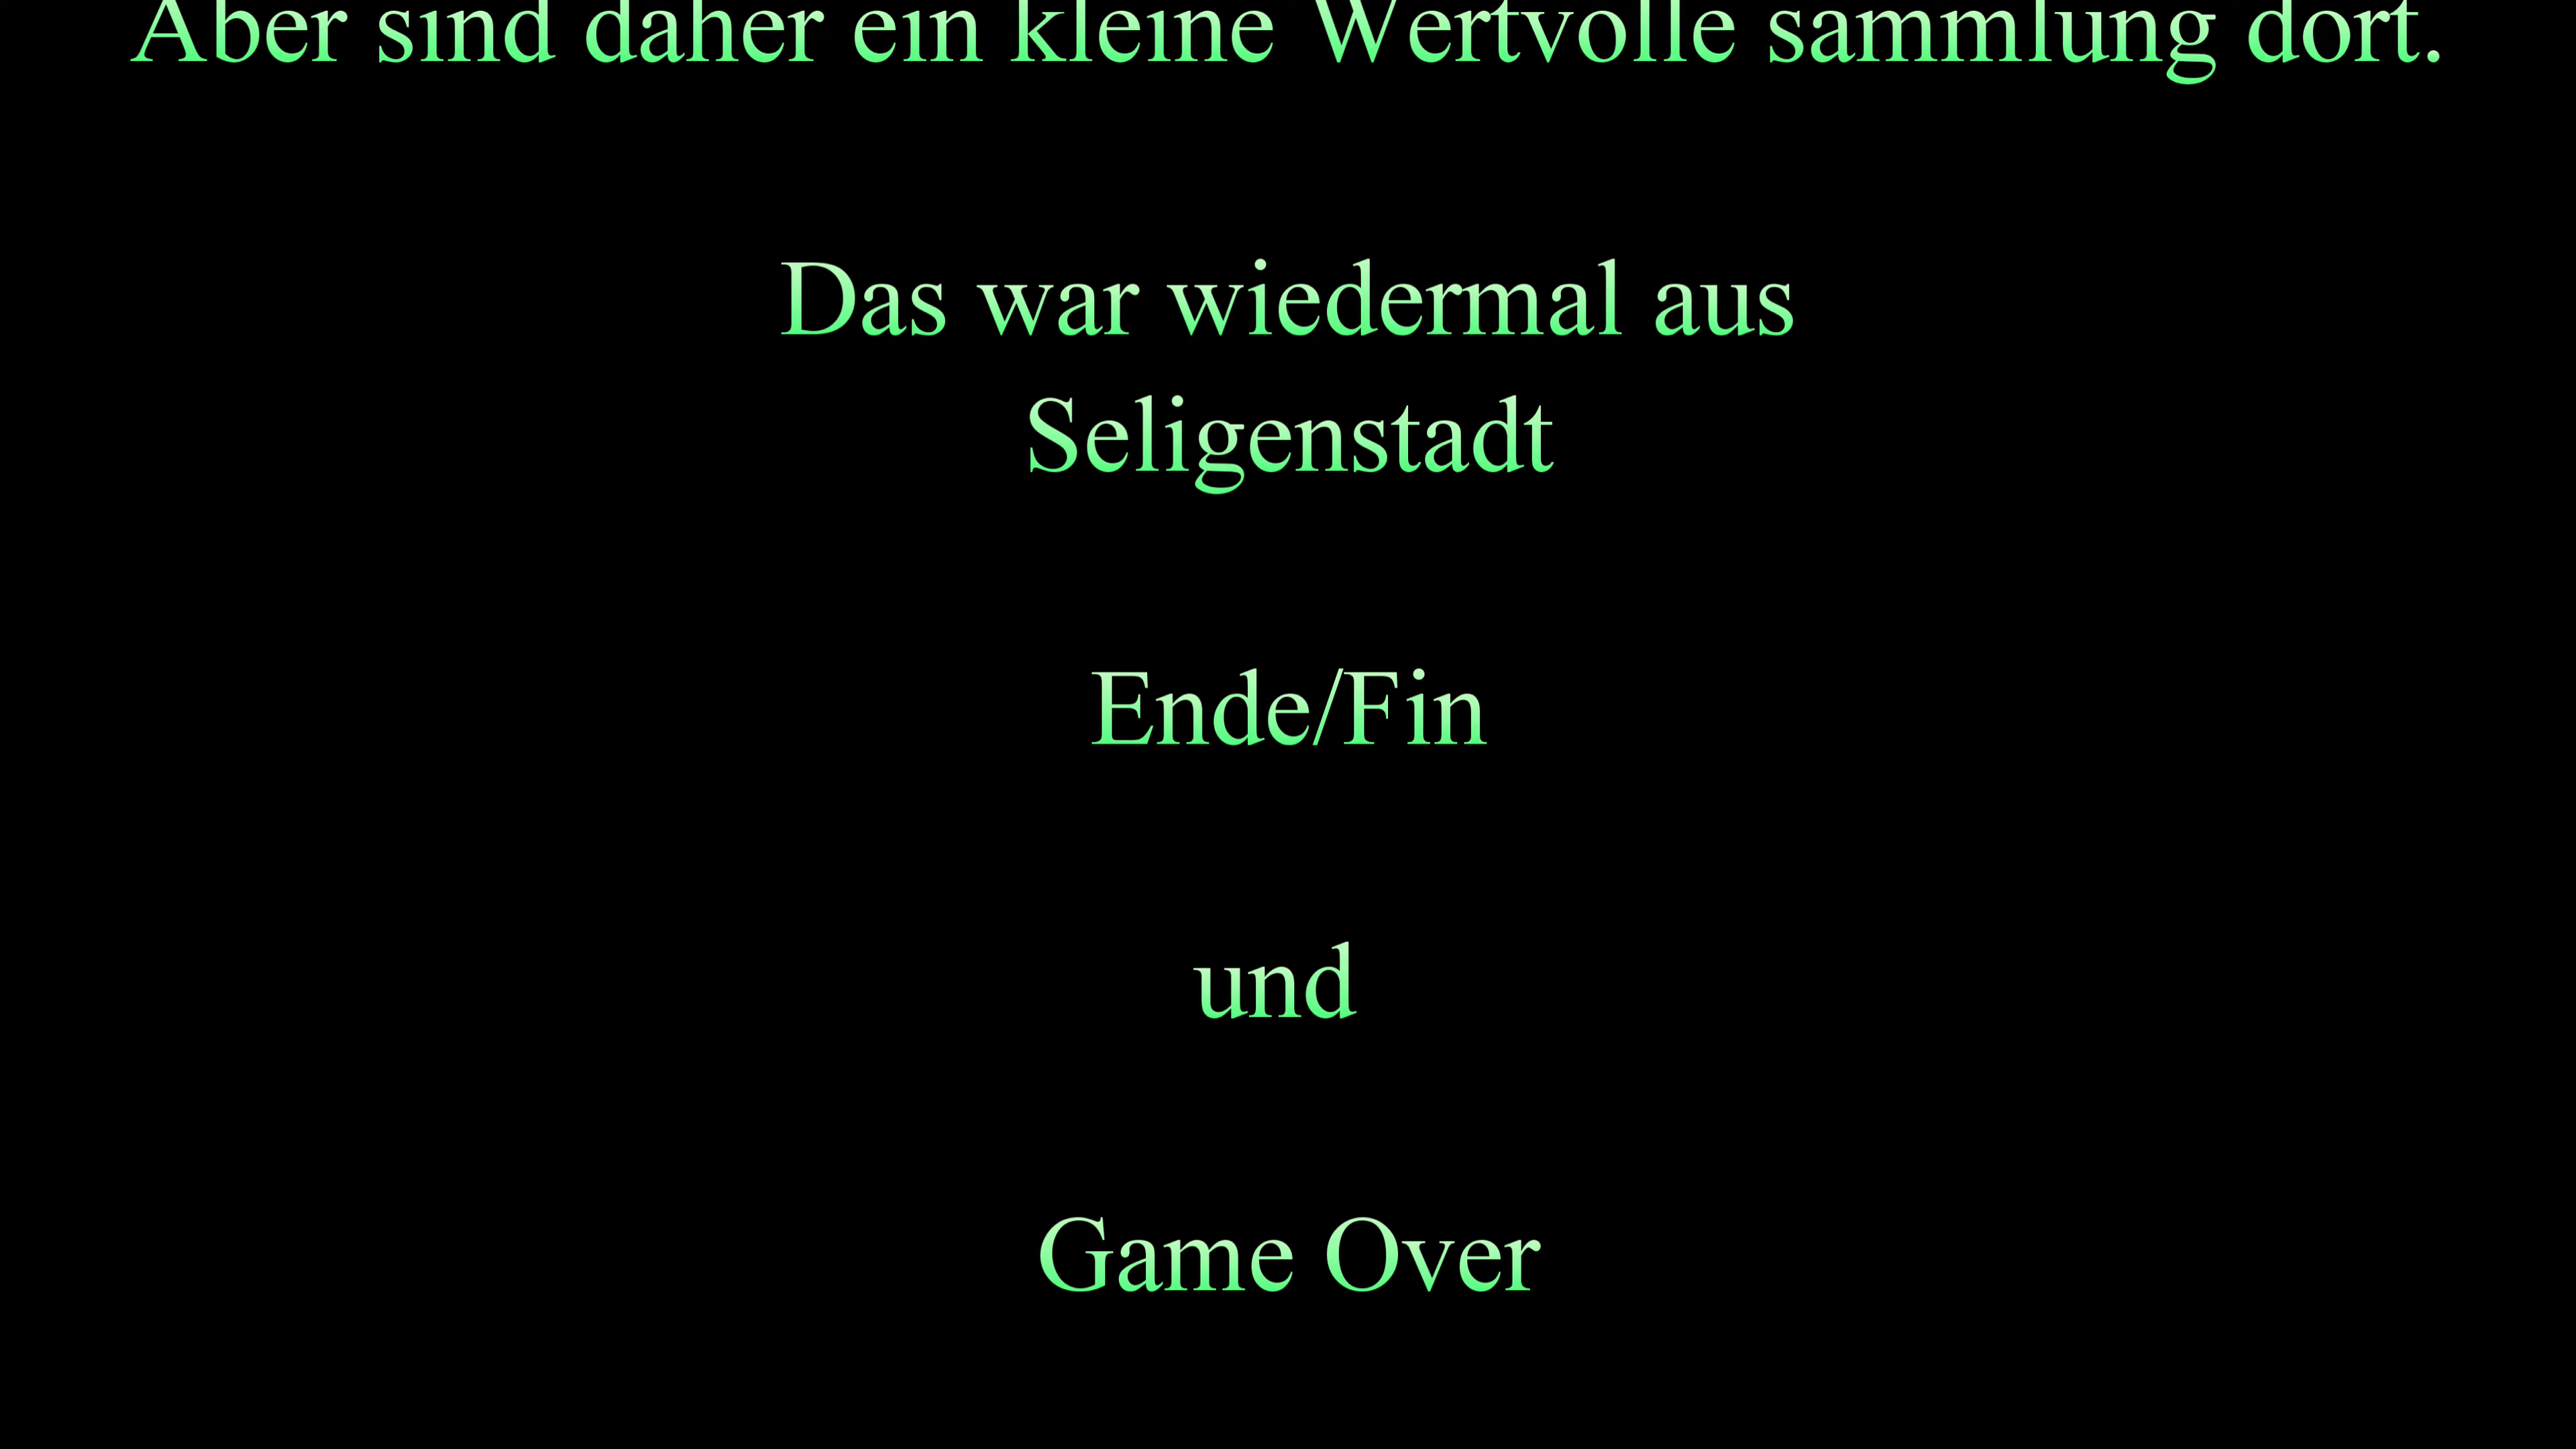 Aber sind daher ein kleine Wertvolle sammlung dort.
Das war wiedermal aus
Seligenstadt
Ende/Fin
und
Game Over